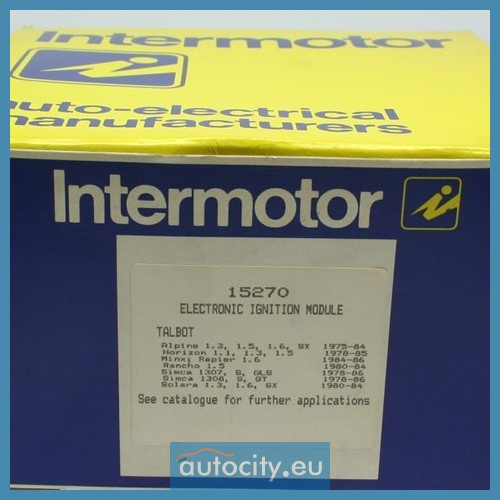 Intermotor
auto-electrical
manufacturers
Intermotor
15270
ELECTRONIC IGNITION MODULE
TALBOT
Alpine 1.3, 1.5, 1.6, SX 1975-84
Horizon 1.1, 1.3, 1.5 1978-85
Minx; Rapier 1.6 1984-86
Rancho 1.5 1980-84
Simca 1307, S, GLS 1978-86
Simca 1308, S, GT 1978-86
Solara 1.3, 1.6, SX 1980-84
See catalogue for further applications
autocity.eu